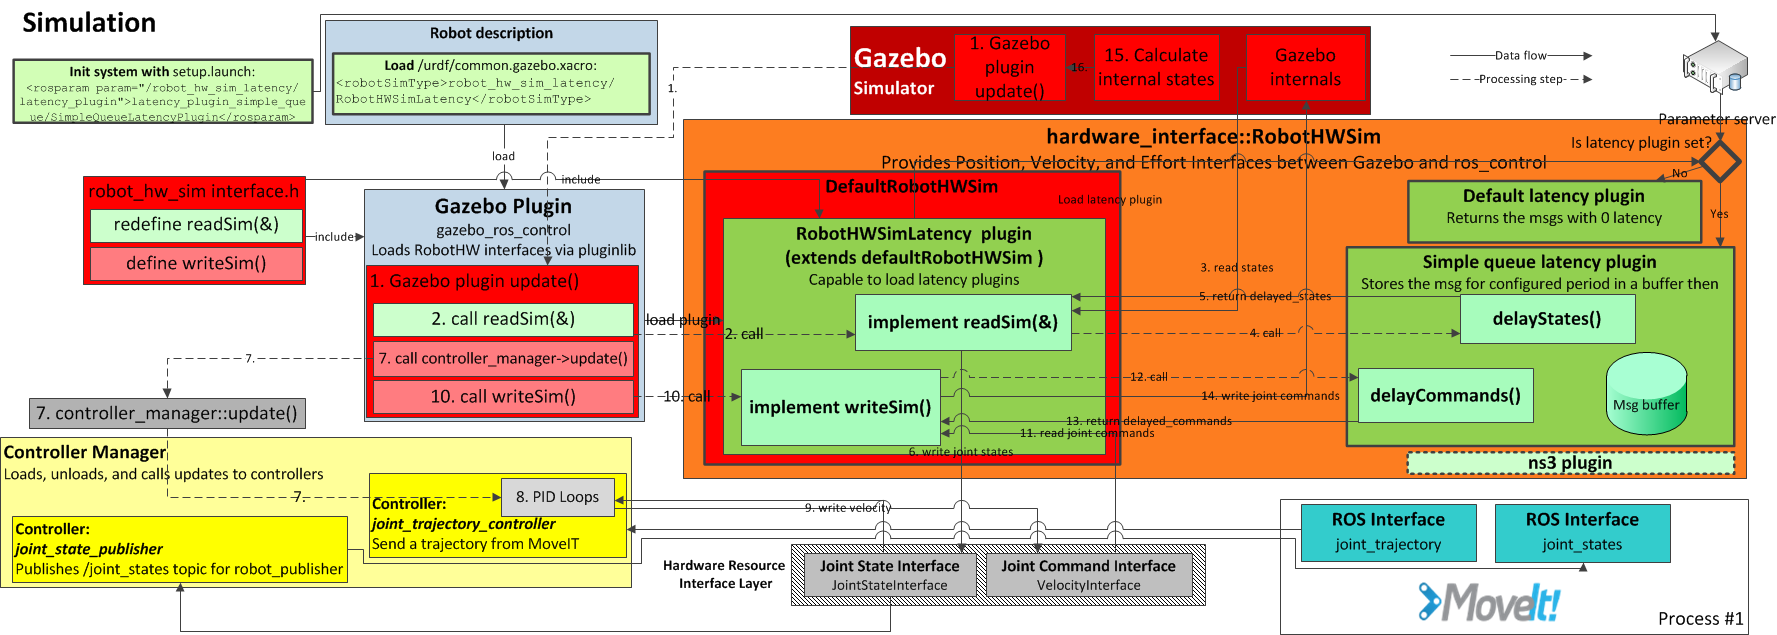 Simulation
Init system with setup.launch:
<rosparam param="/robot_hw_sim_latency/
latency_plugin">latency_plugin_simple_que
ue/SimpleQueueLatencyPlugin</rosparam>
Robot description
Load /urdf/common.gazebo.xacro:
<robotSimType>robot_hw_sim_latency/
RobotHWSimLatency</robotSimType>
1.
Gazebo
Simulator
1. Gazebo
plugin
update()
16.
15. Calculate
internal states
Gazebo
internals
Data flow
Processing step
Parameter server
load
include
hardware_interface::RobotHWSim
Provides Position, Velocity, and Effort Interfaces between Gazebo and ros_control
Is latency plugin set?
No
Yes
robot_hw_sim interface.h
redefine readSim(&)
define writeSim()
include
Gazebo Plugin
gazebo_ros_control
Loads RobotHW interfaces via pluginlib
1. Gazebo plugin update()
2. call readSim(&)
7. call controller_manager->update()
10. call writeSim()
load plugin
2. call
10. call
DefaultRobotHWSim
Load latency plugin
RobotHWSimLatency plugin
(extends defaultRobotHWSim )
Capable to load latency plugins
implement readSim(&)
implement writeSim()
3. read states
5. return delayed_states
4. call
12. call
14. write joint commands
13. return delayed_commands
11. read joint commands
6. write joint states
Default latency plugin
Returns the msgs with 0 latency
Simple queue latency plugin
Stores the msg for configured period in a buffer then
delayStates()
delayCommands()
Msg buffer
ns3 plugin
7.
7. controller_manager::update()
Controller Manager
Loads, unloads, and calls updates to controllers
7.
8. PID Loops
Controller:
joint_trajectory_controller
Send a trajectory from MoveIT
Controller:
joint_state_publisher
Publishes /joint_states topic for robot_publisher
9. write velocity
Hardware Resource
Interface Layer
Joint State Interface
JointStateInterface
Joint Command Interface
VelocityInterface
ROS Interface
joint_trajectory
ROS Interface
joint_states
MoveIt!
Process #1